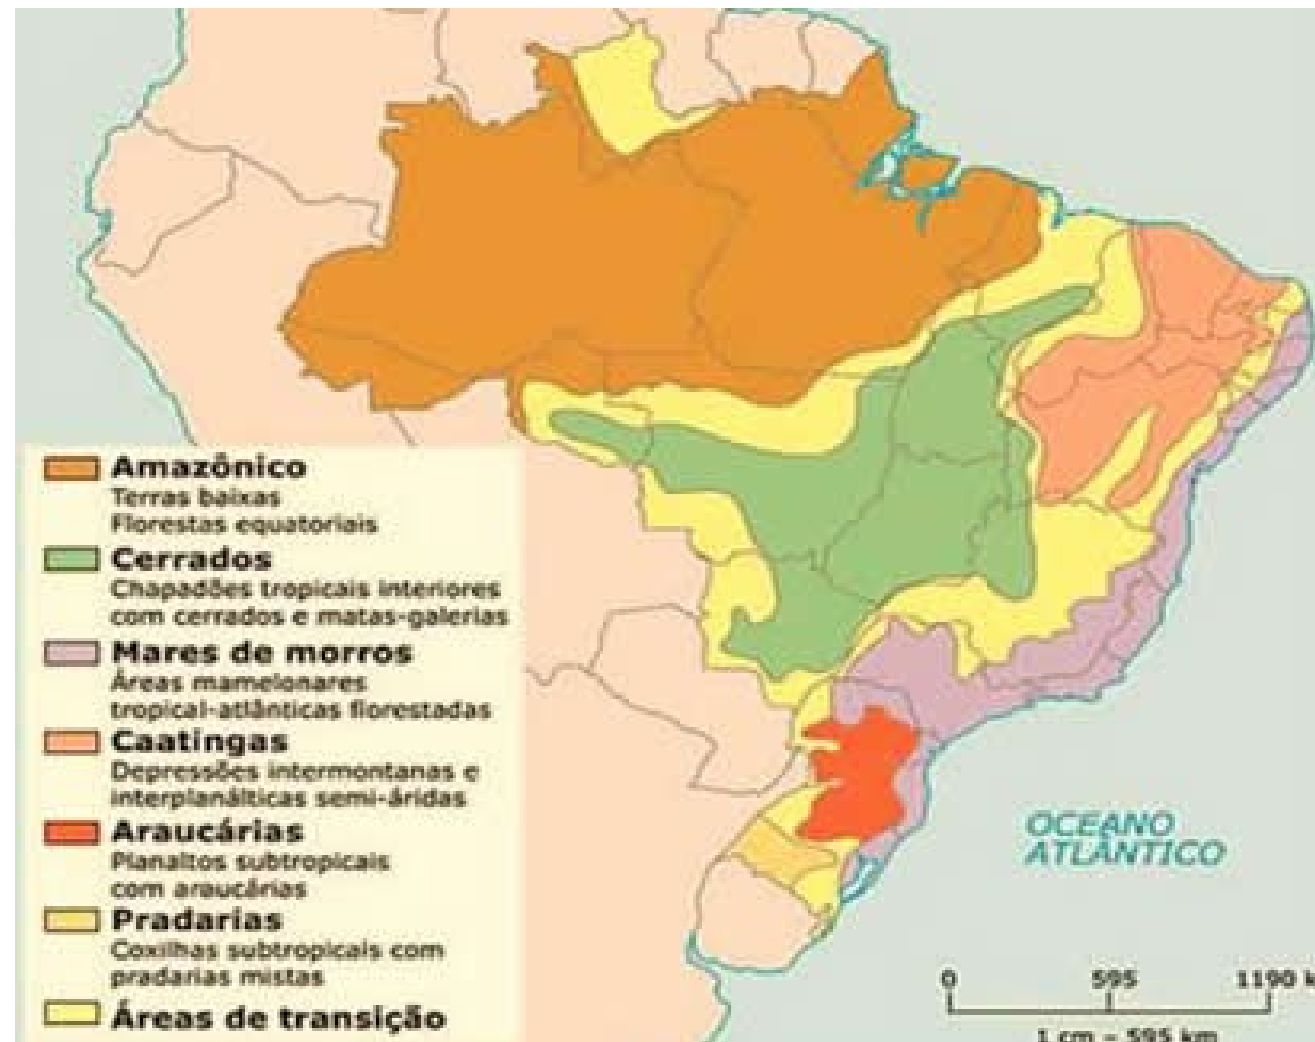 Amazônico
Terras baixas
Florestas equatoriais
Cerrados
Chapadões tropicais interiores
com cerrados e matas-galerias
Mares de morros
Áreas mamelonares
tropical-atlânticas florestadas
Caatingas
Depressões intermontanas e
interplanálticas semi-áridas
Araucárias
Planaltos subtropicais
com araucárias
Pradarias
Coxilhas subtropicais com
pradarias mistas
Áreas de transição
OCEANO
ATLÂNTICO
0 595 1190 k
1 cm – 595 km